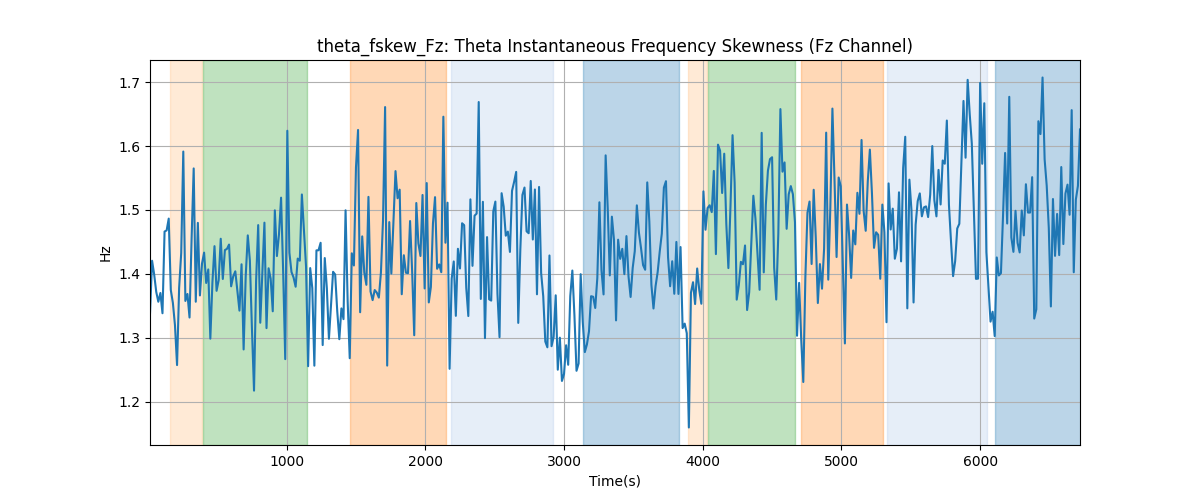 theta_fskew_Fz: Theta Instantaneous Frequency Skewness (Fz Channel)
1.7
1.6
1.5
1.4
1.3
1.2
Hz
1000 2000 3000 4000 5000 6000
Time(s)